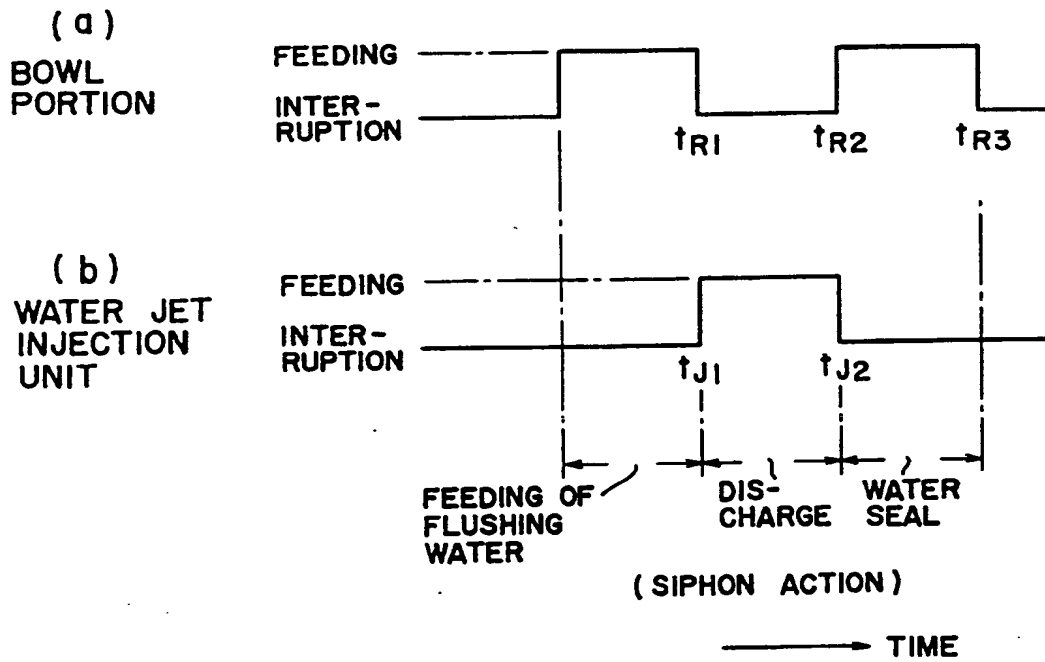 (a)
BOWL
PORTION
FEEDING
INTER-
RUPTION
tR1
tR2
tR3
(b)
WATER JET
INJECTION
UNIT
FEEDING
INTER-
RUPTION
tJ1
tJ2
FEEDING OF
FLUSHING
WATER
DIS-
CHARGE
WATER
SEAL
(SIPHON ACTION)
TIME